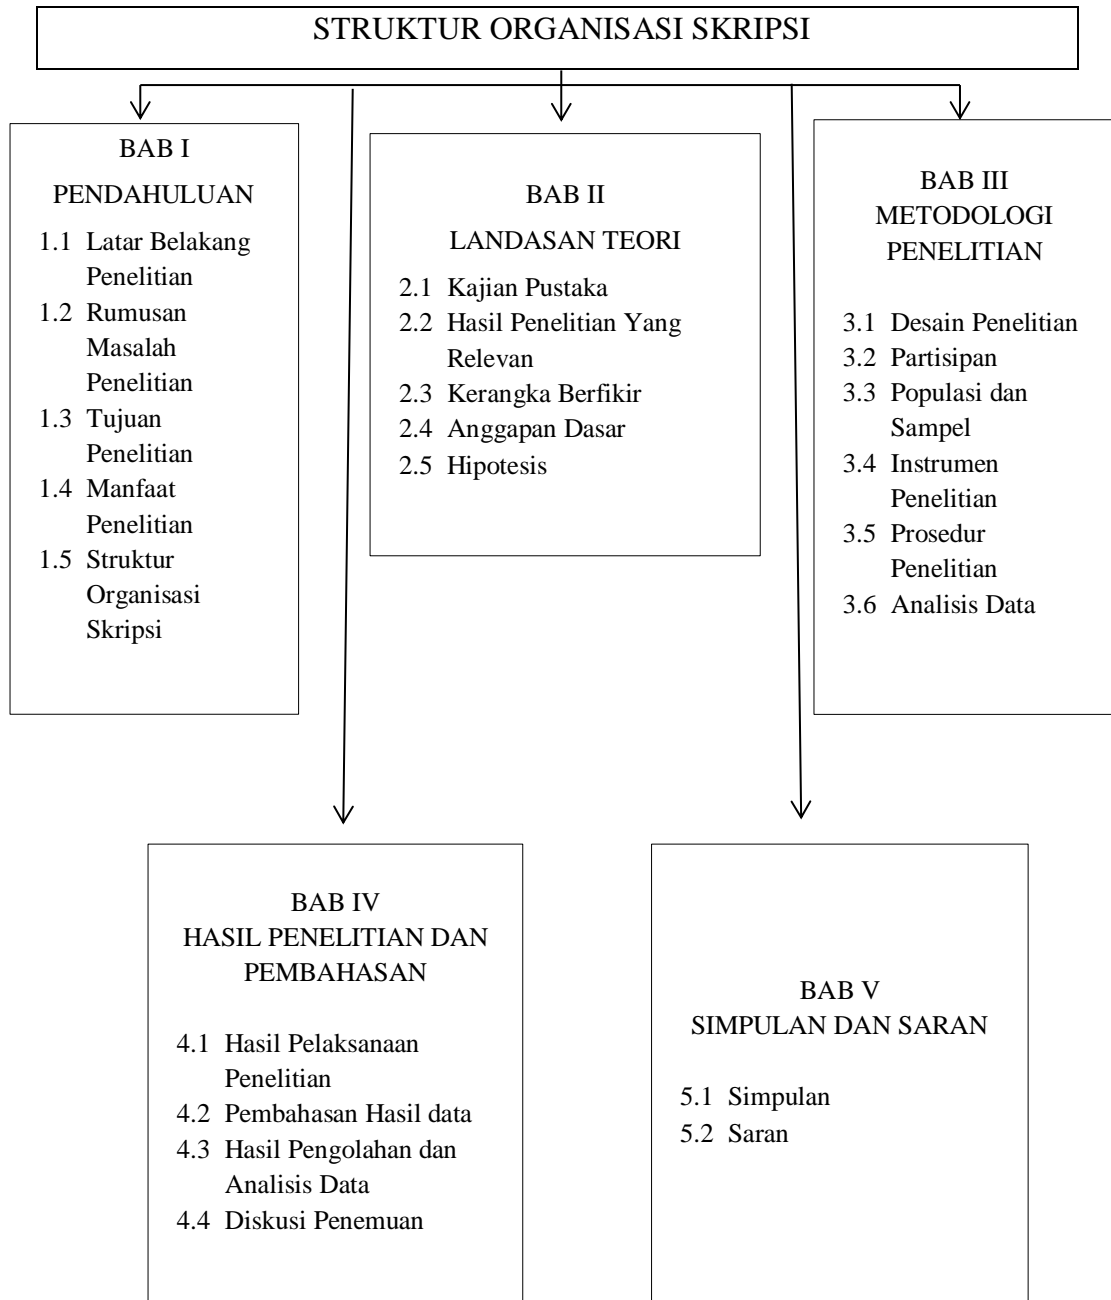 STRUKTUR ORGANISASI SKRIPSI
BAB I
PENDAHULUAN
1.1 Latar Belakang
Penelitian
1.2 Rumusan
Masalah
Penelitian
1.3 Tujuan
Penelitian
1.4 Manfaat
Penelitian
1.5 Struktur
Organisasi
Skripsi
BAB II
LANDASAN TEORI
2.1 Kajian Pustaka
2.2 Hasil Penelitian Yang
Relevan
2.3 Kerangka Berfikir
2.4 Anggapan Dasar
2.5 Hipotesis
BAB III
METODOLOGI
PENELITIAN
3.1 Desain Penelitian
3.2 Partisipan
3.3 Populasi dan
Sampel
3.4 Instrumen
Penelitian
3.5 Prosedur
Penelitian
3.6 Analisis Data
BAB IV
HASIL PENELITIAN DAN
PEMBAHASAN
4.1 Hasil Pelaksanaan
Penelitian
4.2 Pembahasan Hasil data
4.3 Hasil Pengolahan dan
Analisis Data
4.4 Diskusi Penemuan
BAB V
SIMPULAN DAN SARAN
5.1 Simpulan
5.2 Saran